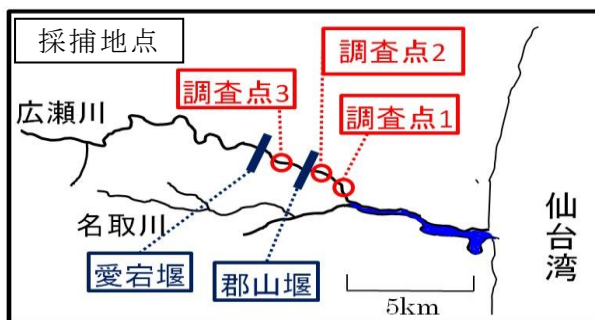 採捕地点
調査点2
調査点3
広瀬川
調査点1
名取川
仙台湾
愛宕堰
郡山堰
5km